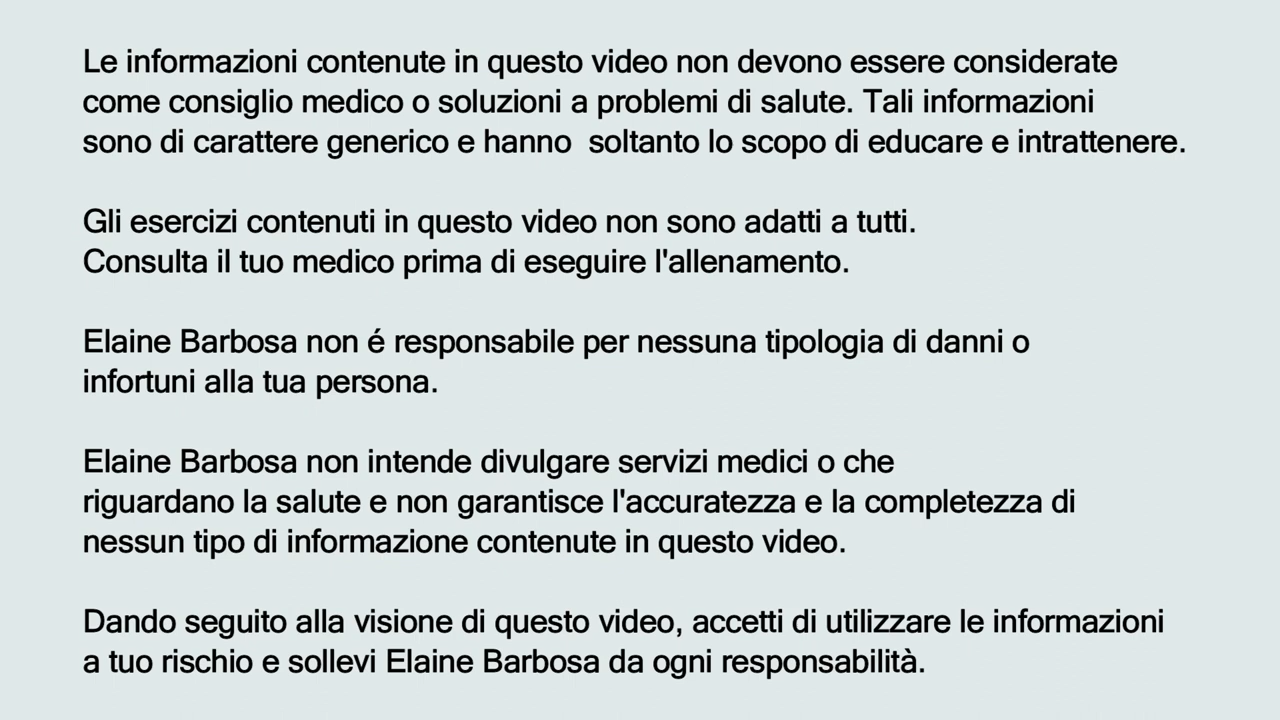 Le informazioni contenute in questo video non devono essere considerate
come consiglio medico o soluzioni a problemi di salute. Tali informazioni
sono di carattere generico e hanno  soltanto lo scopo di educare e intrattenere.
Gli esercizi contenuti in questo video non sono adatti a tutti.
Consulta il tuo medico prima di eseguire l'allenamento.
Elaine Barbosa non é responsabile per nessuna tipologia di danni o
infortuni alla tua persona.
Elaine Barbosa non intende divulgare servizi medici o che
riguardano la salute e non garantisce l'accuratezza e la completezza di
nessun tipo di informazione contenute in questo video.
Dando seguito alla visione di questo video, accetti di utilizzare le informazioni
a tuo rischio e sollevi Elaine Barbosa da ogni responsabilità.